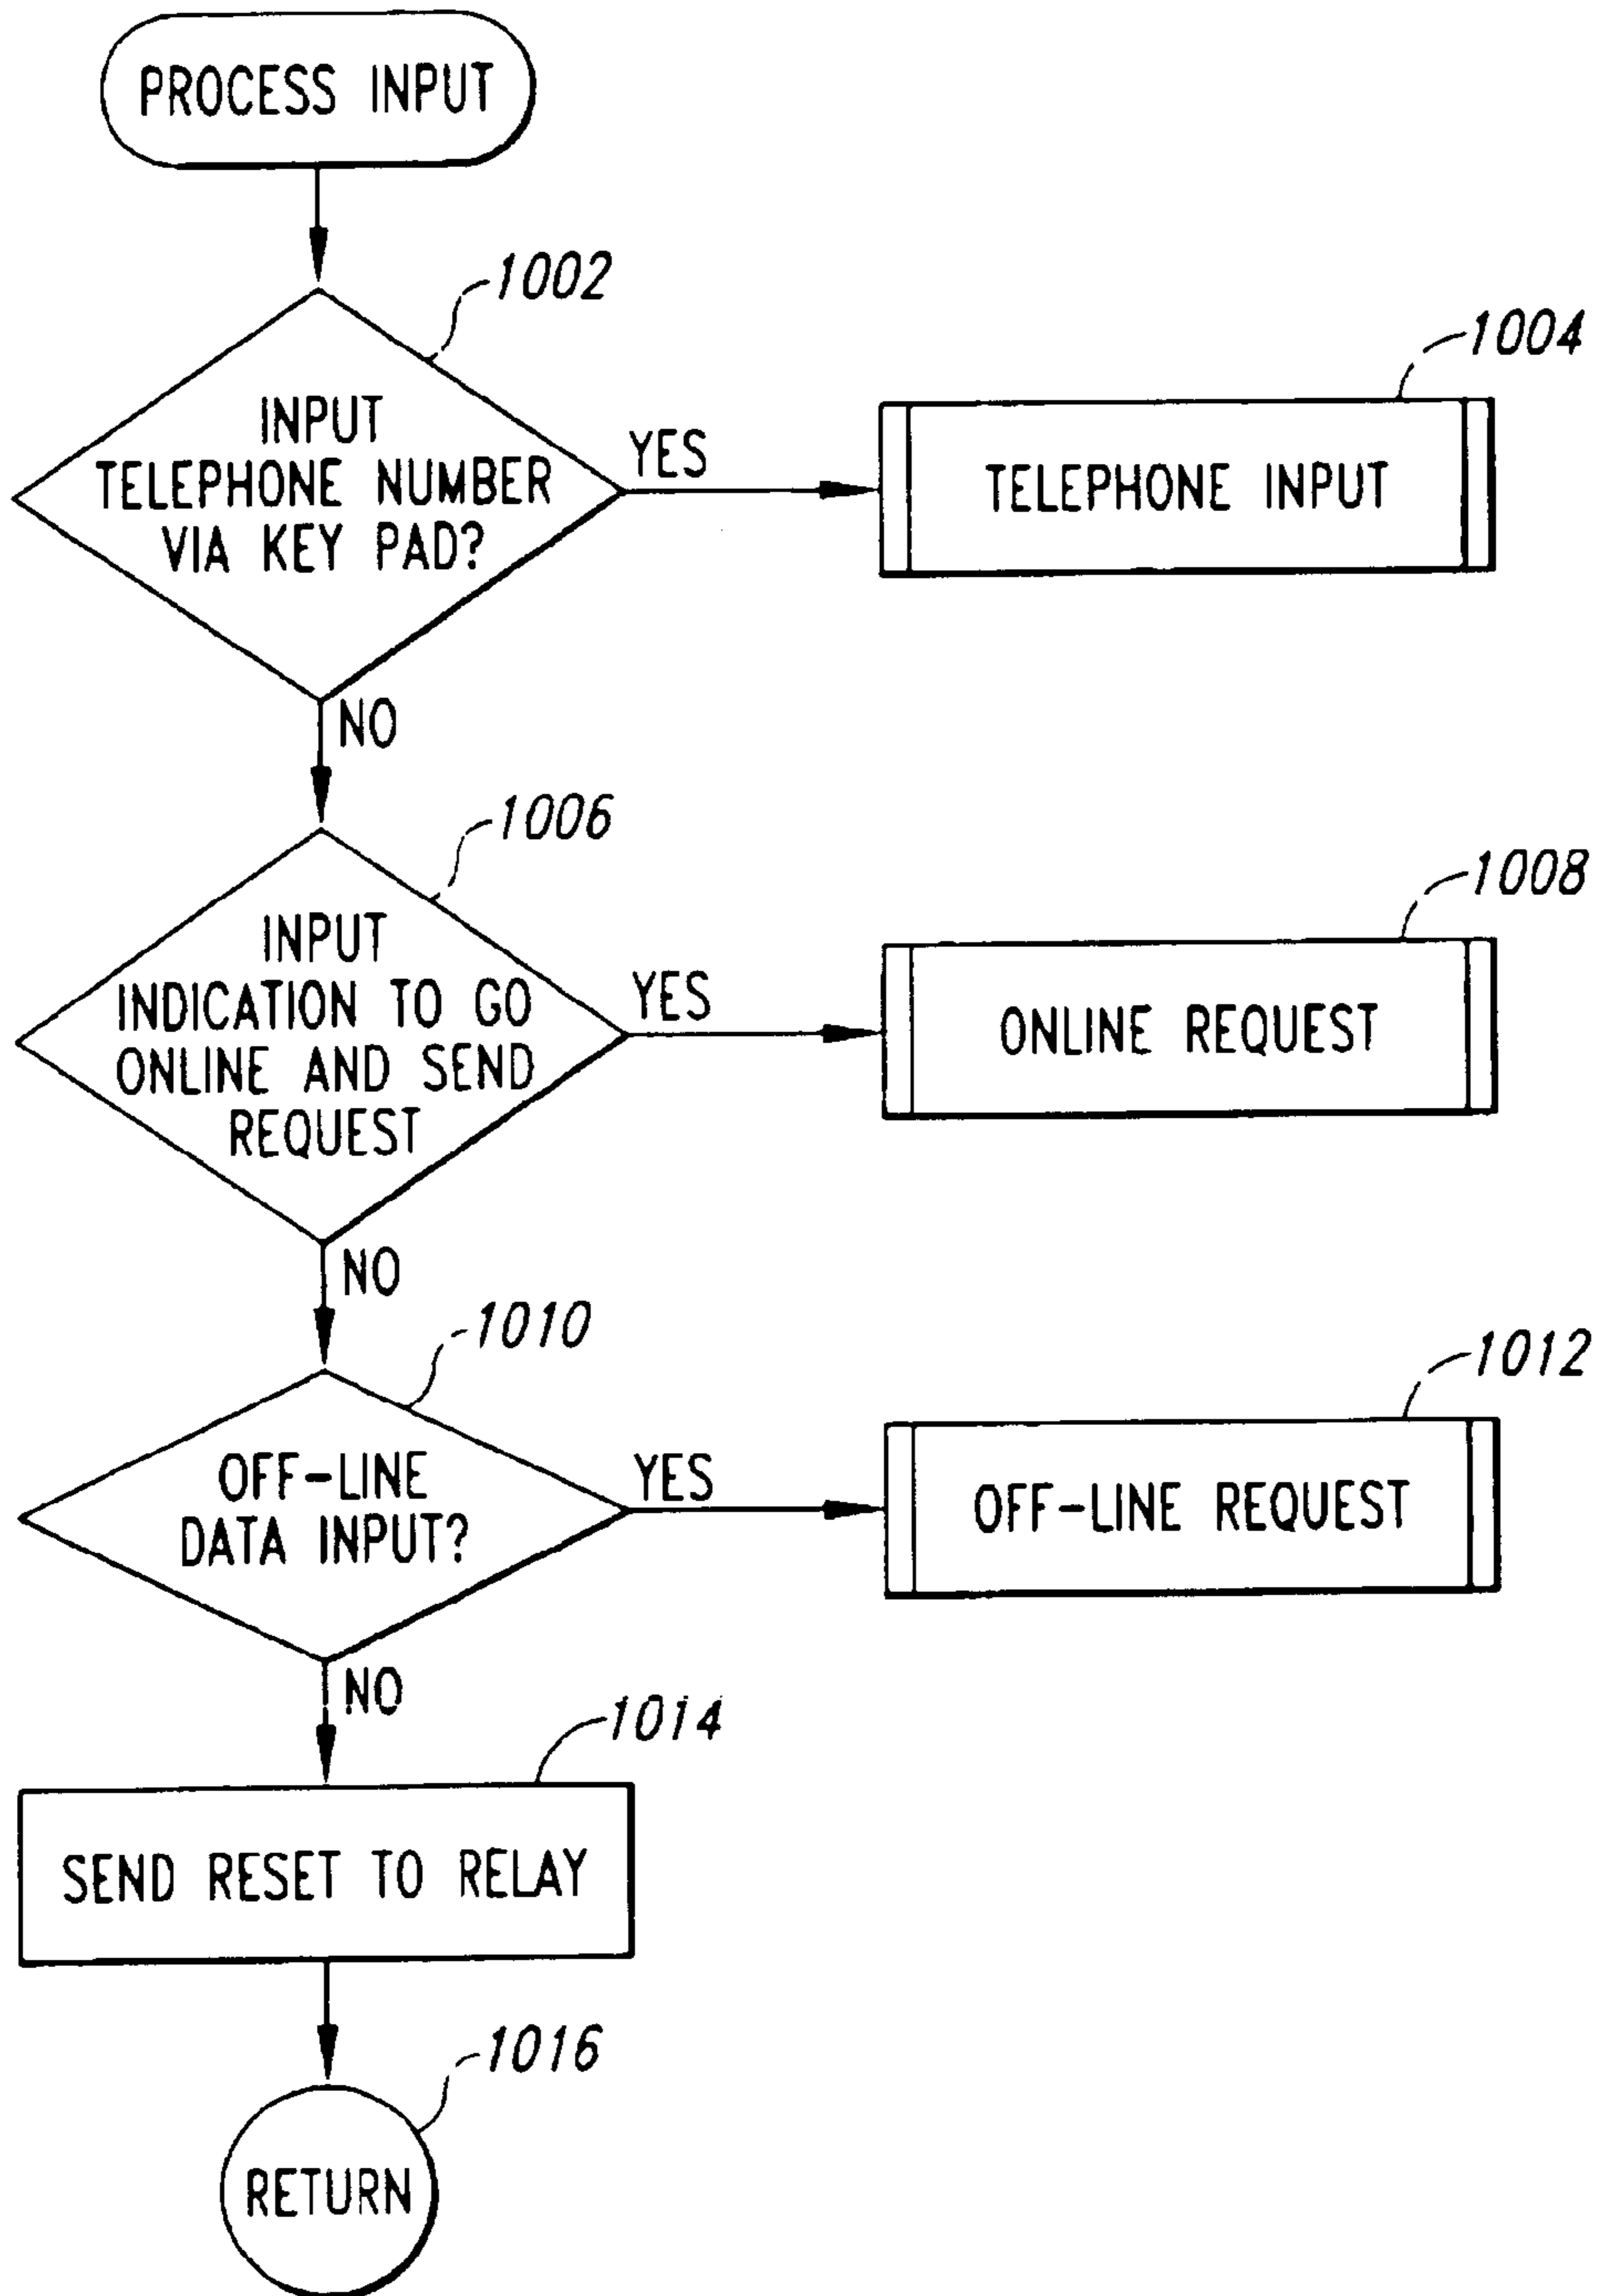 PROCESS INPUT
1002
INPUT
TELEPHONE NUMBER
VIA KEY PAD?
YES
1004
TELEPHONE INPUT
NO
1006
INPUT
INDICATION TO GO
ONLINE AND SEND
REQUEST
YES
1008
ONLINE REQUEST
NO
1010
OFF-LINE
DATA INPUT?
YES
1012
OFF-LINE REQUEST
NO
1014
SEND RESET TO RELAY
1016
RETURN